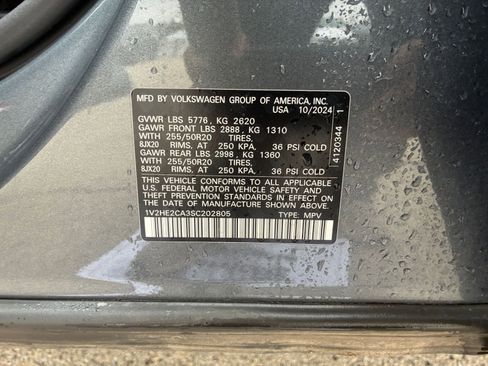 MFD BY VOLKSWAGEN GROUP OF AMERICA, INC.
USA 10/2024
GVWR LBS 5776, KG 2620
GAWR FRONT LBS 2888, KG 1310
WITH 255/50R20 TIRES,
8JX20 RIMS, AT 250 KPA, 36 PSI COLD
GAWR REAR LBS 2998, KG 1360
WITH 255/50R20 TIRES,
8JX20 RIMS, AT 250 KPA, 36 PSI COLD
THIS VEHICLE CONFORMS TO ALL APPLICABLE
U.S. FEDERAL MOTOR VEHICLE SAFETY AND
THEFT PREVENTION STANDARDS IN EFFECT ON
THE DATE OF MANUFACTURE SHOWN ABOVE.
1V2HE2CA3SC202805 TYPE: MPV
4120344 1